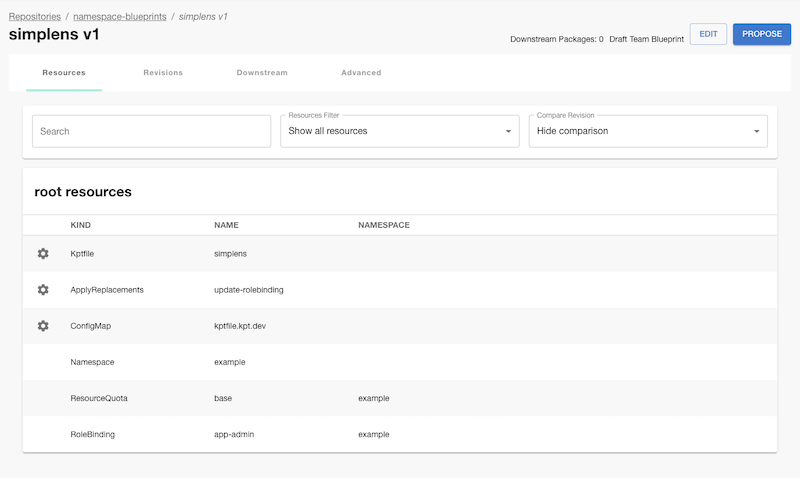 Repositories / namespace-blueprints / simplens v1
simplens v1
Downstream Packages: 0 Draft Team Blueprint EDIT PROPOSE
Resources Revisions Downstream Advanced
Resources Filter Compare Revision
Search Show all resources Hide comparison
root resources
KIND NAME NAMESPACE
Kptfile simplens
ApplyReplacements update-rolebinding
ConfigMap kptfile.kpt.dev
Namespace example
ResourceQuota base example
RoleBinding app-admin example